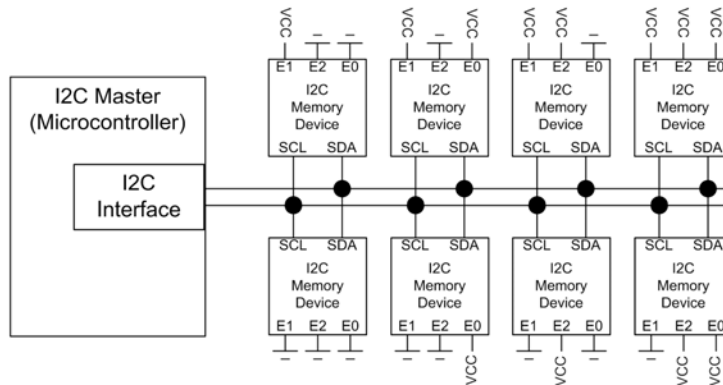 VCC VCC VCC VCC VCC VCC VCC
E1 E2 E0 E1 E2 E0 E1 E2 E0 E1 E2 E0
I2C Master
(Microcontroller)
I2C
Memory
Device
I2C
Memory
Device
I2C
Memory
Device
I2C
Memory
Device
SCL SDA SCL SDA SCL SDA SCL SDA
I2C
Interface
SCL SDA SCL SDA SCL SDA SCL SDA
I2C
Memory
Device
I2C
Memory
Device
I2C
Memory
Device
I2C
Memory
Device
E1 E2 E0 E1 E2 E0 E1 E2 E0 E1 E2 E0
VCC VCC VCC VCC